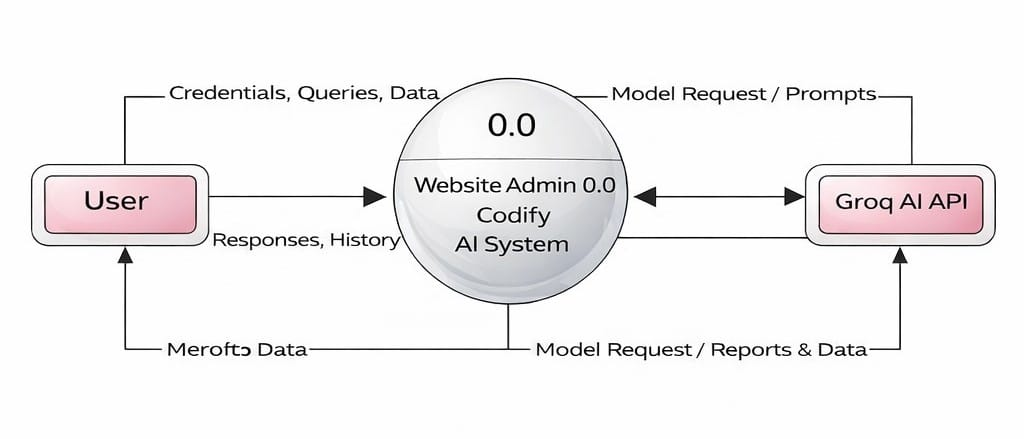 Credentials, Queries, Data
Model Request / Prompts
0.0
User
Website Admin 0.0
Codify
AI System
Groq AI API
Responses, History
Data
Model Request / Reports & Data